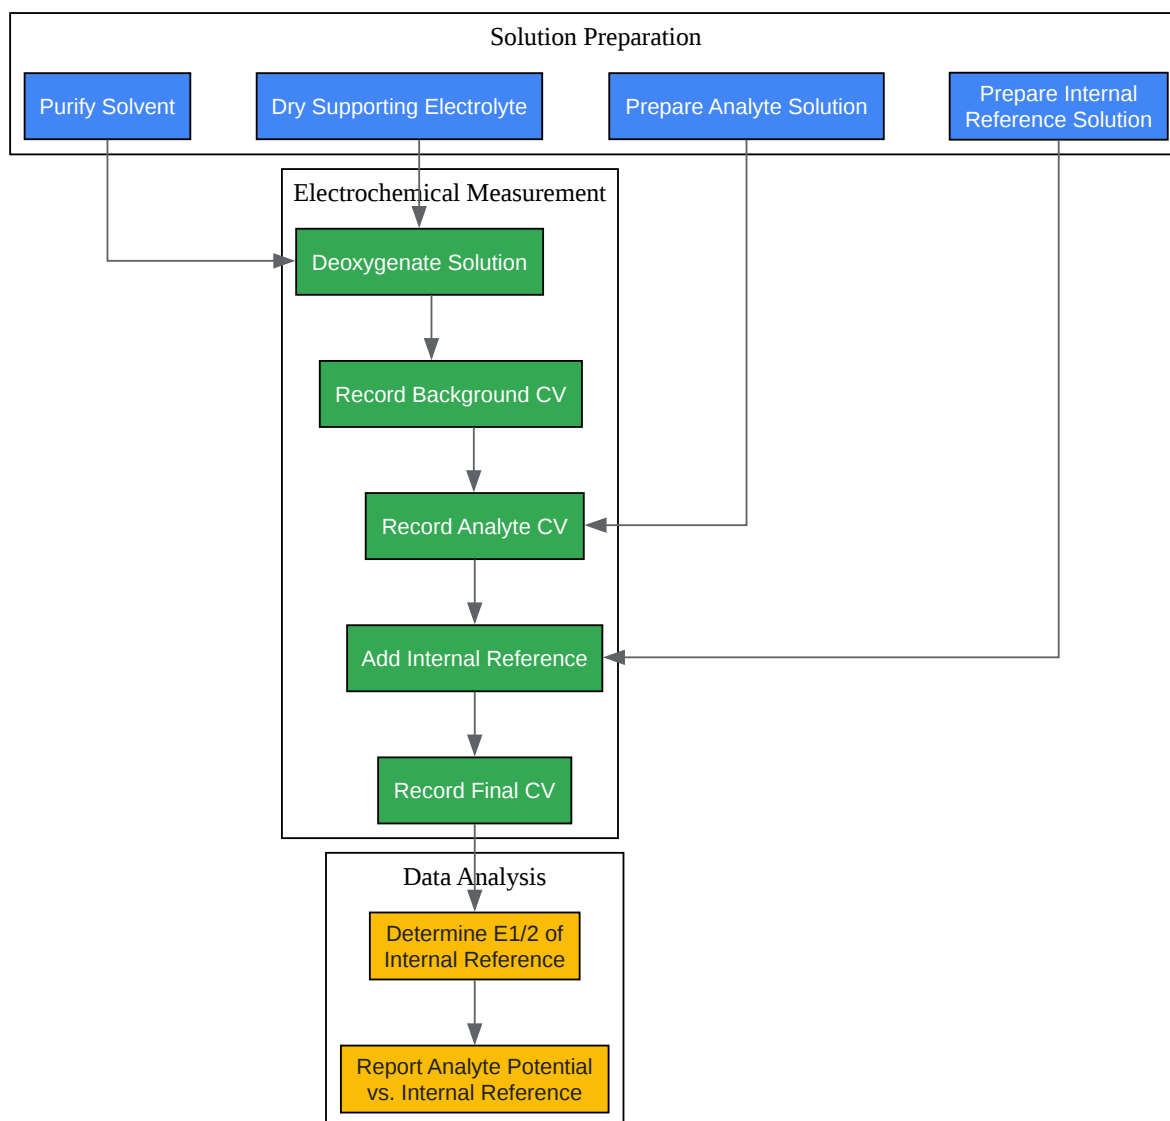 Solution Preparation
Purify Solvent
Dry Supporting Electrolyte
Prepare Analyte Solution
Prepare Internal
Reference Solution
Electrochemical Measurement
Deoxygenate Solution
Record Background CV
Record Analyte CV
Add Internal Reference
Record Final CV
Data Analysis
Determine E1/2 of
Internal Reference
Report Analyte Potential
vs. Internal Reference